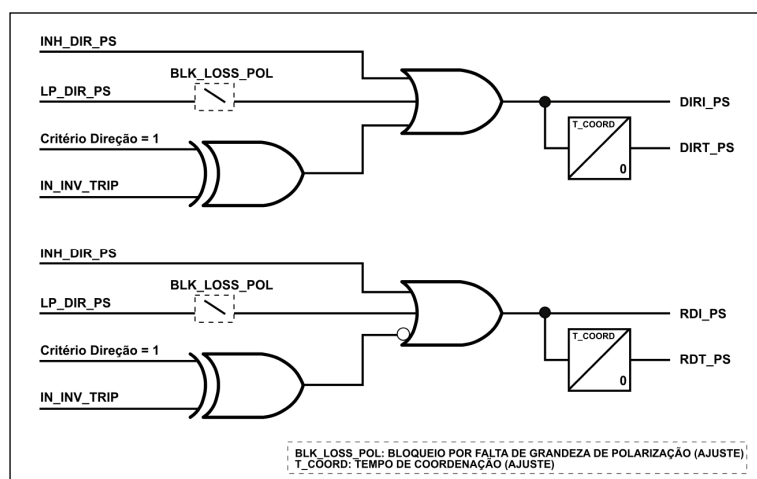 INH_DIR_PS
BLK_LOSS_POL
LP_DIR_PS
DIRI_PS
Critério Direção = 1
T_COORD
0
DIRT_PS
IN_INV_TRIP
INH_DIR_PS
BLK_LOSS_POL
LP_DIR_PS
RDI_PS
Critério Direção = 1
T_COORD
0
RDT_PS
IN_INV_TRIP
BLK_LOSS_POL: BLOQUEIO POR FALTA DE GRANDEZA DE POLARIZAÇÃO (AJUSTE)
T_COORD: TEMPO DE COORDENAÇÃO (AJUSTE)